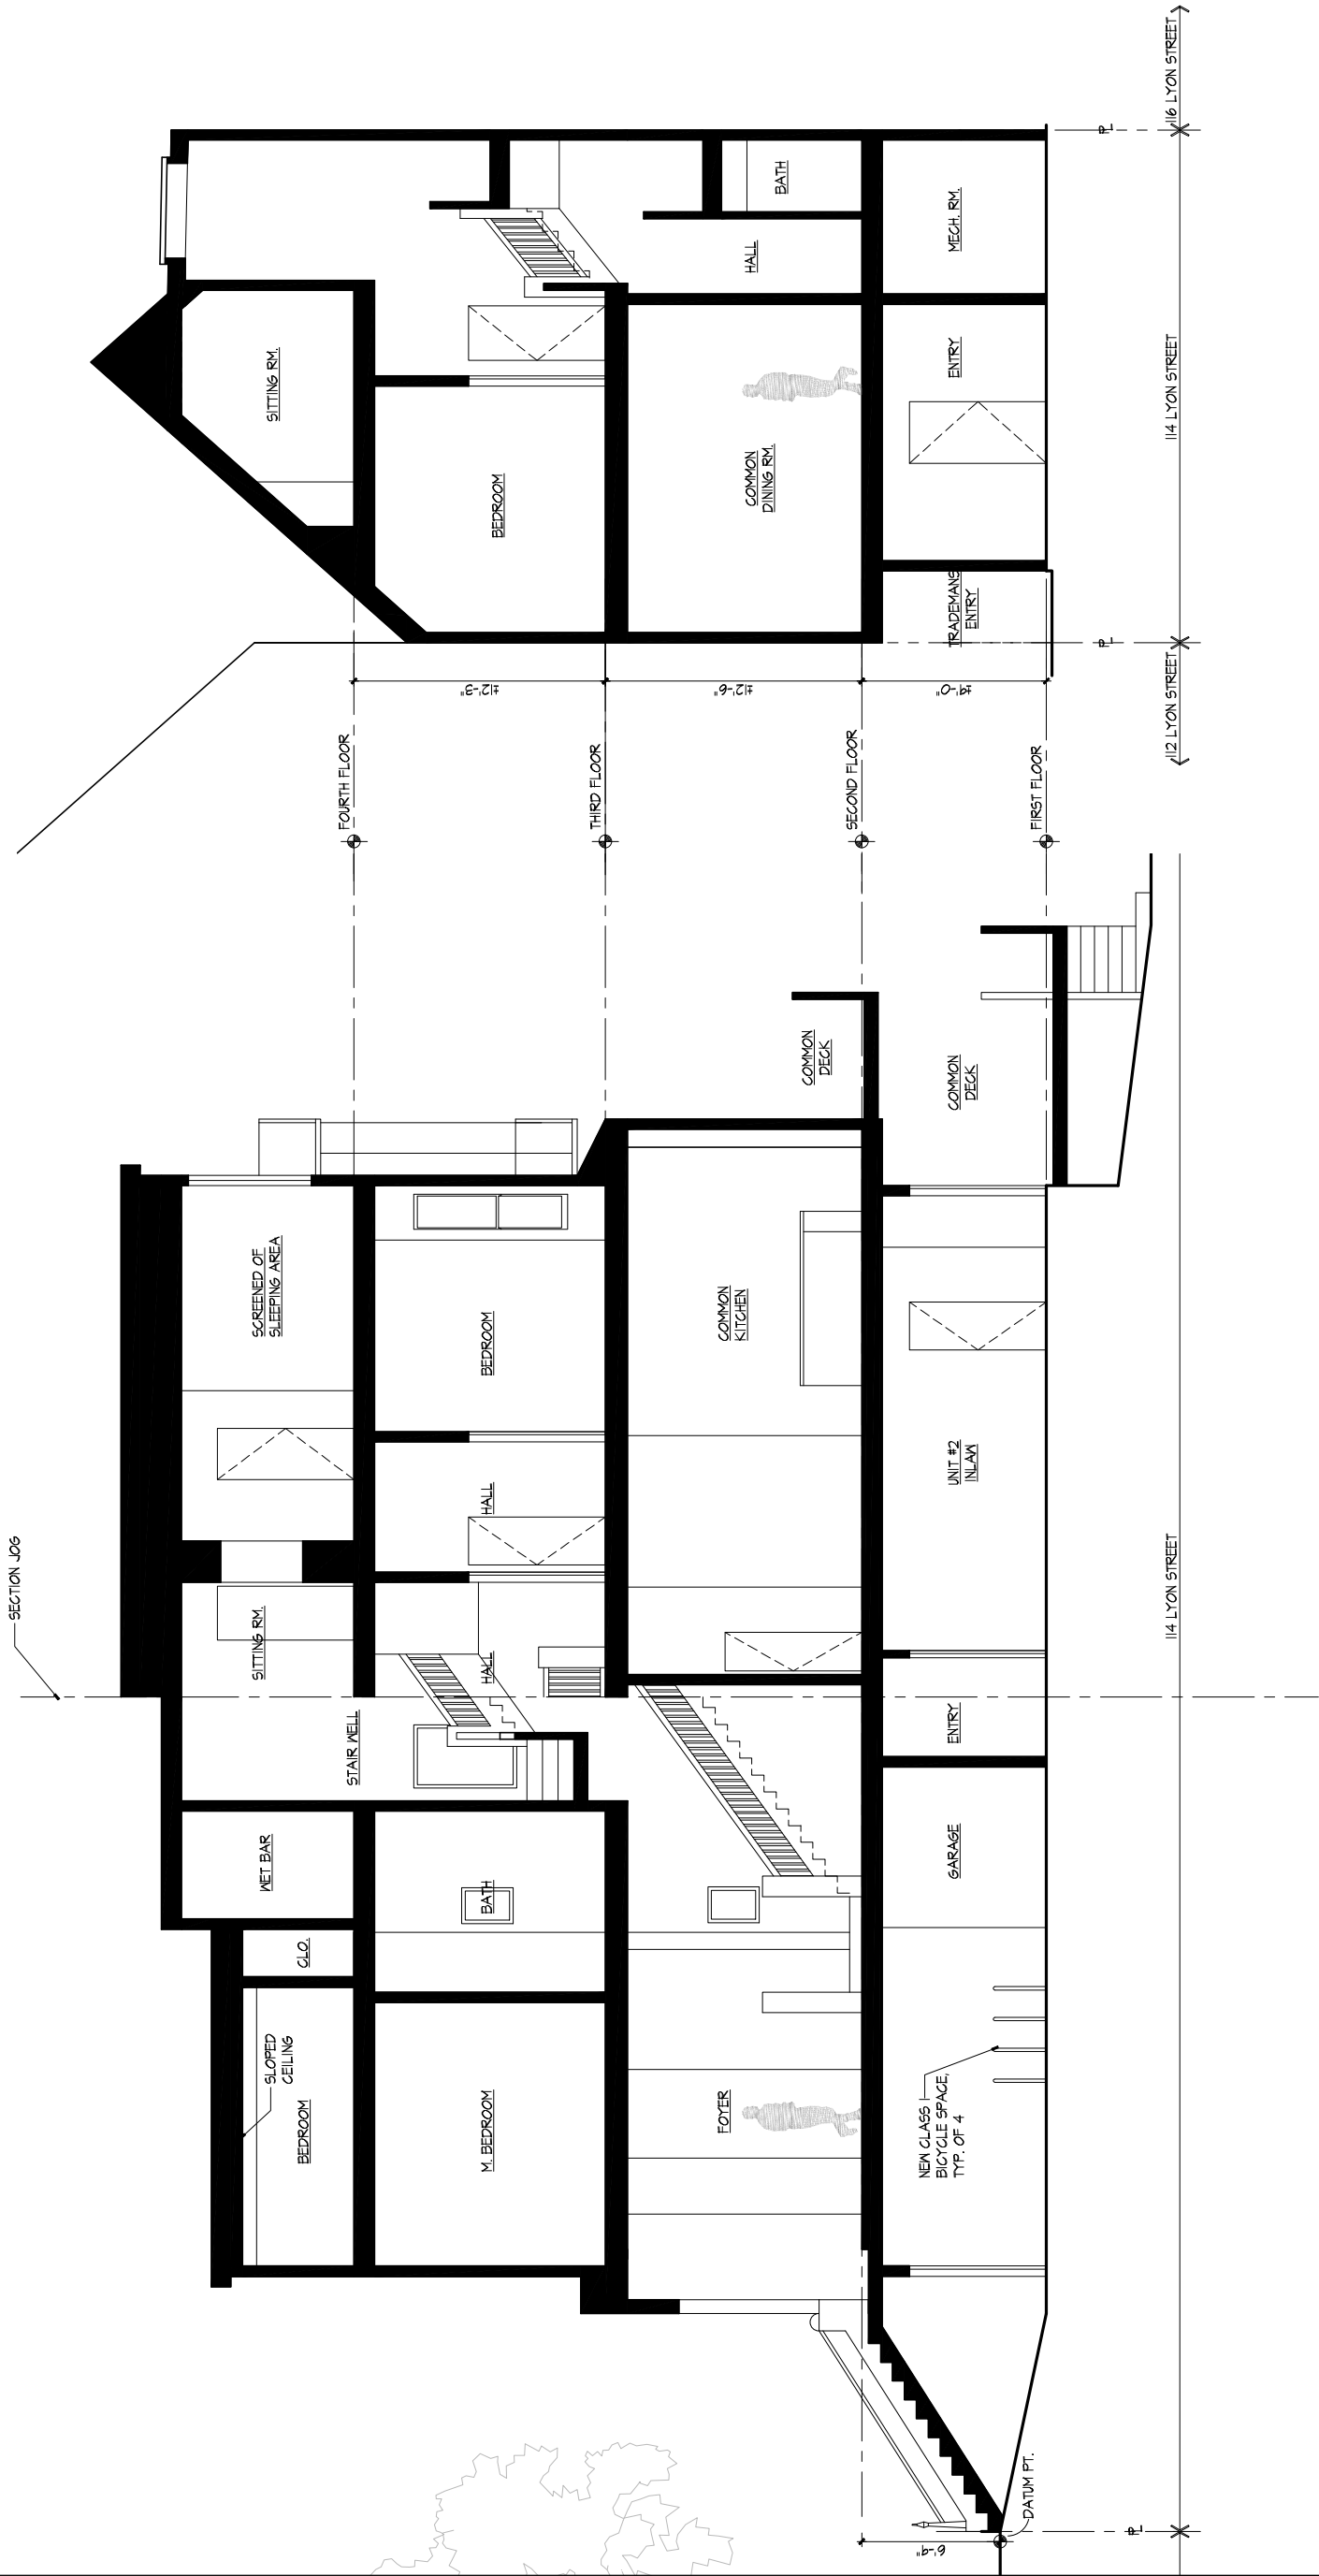 SECTION JOG
SLOPED
CEILING
BEDROOM
CLO.
WET BAR
STAIR WELL
SITTING RM.
SCREENED OF
SLEEPING AREA
M. BEDROOM
BATH
HALL
HALL
BEDROOM
FOYER
COMMON
KITCHEN
COMMON
DECK
NEW CLASS I
BICYCLE SPACE,
TYP. OF 4
GARAGE
ENTRY
UNIT #2
INLAW
COMMON
DECK
6'-9"
DATUM PT.
PL
114 LYON STREET
FOURTH FLOOR
±12'-3"
THIRD FLOOR
±12'-6"
SECOND FLOOR
±9'-0"
FIRST FLOOR
SITTING RM.
BEDROOM
COMMON
DINING RM.
HALL
BATH
TRADEMANS
ENTRY
ENTRY
MECH. RM.
PL
PL
112 LYON STREET
114 LYON STREET
116 LYON STREET